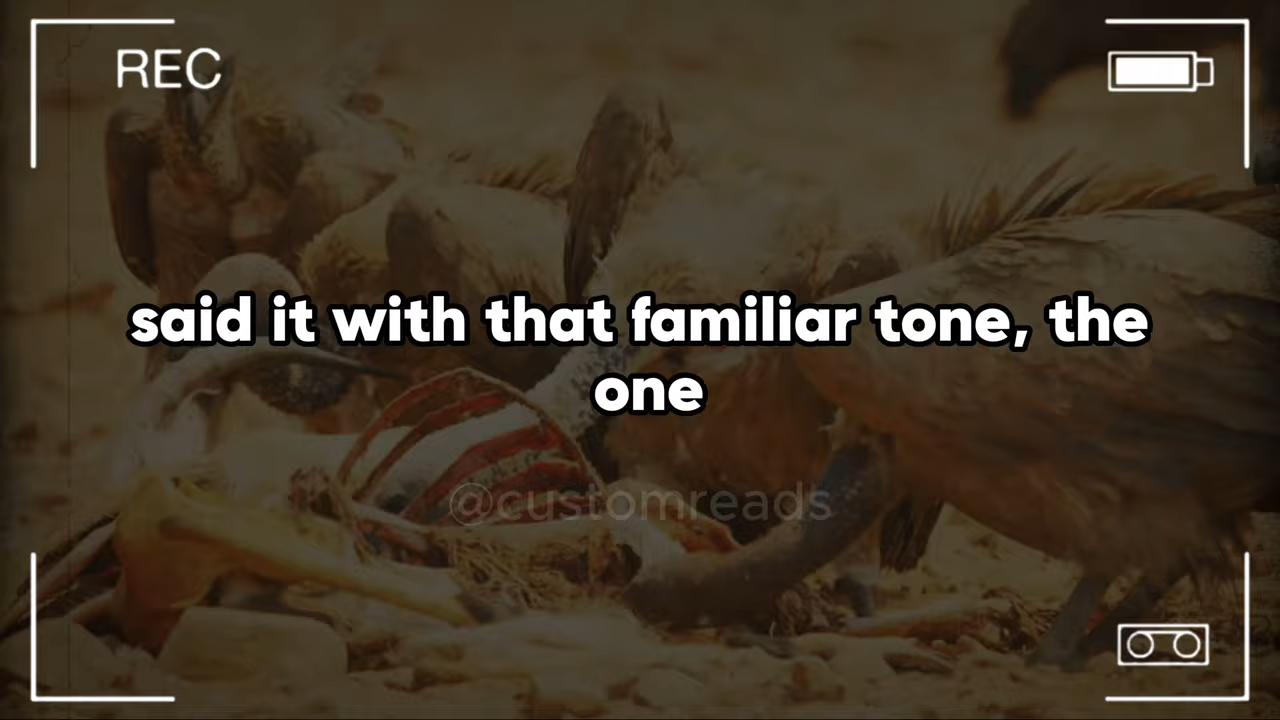 REC
said it with that familiar tone, the
one
@customreads